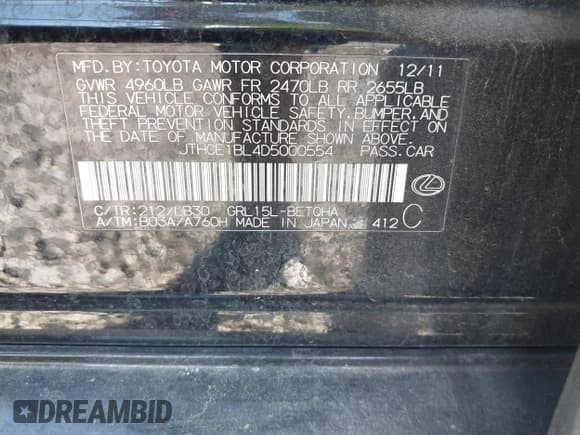 MFD.BY:TOYOTA MOTOR CORPORATION 12/11
GVWR 4960LB GAWR FR 2470LB RR 2655LB
THIS VEHICLE CONFORMS TO ALL APPLICABLE
FEDERAL MOTOR VEHICLE SAFETY,BUMPER,AND
THEFT PREVENTION STANDARDS IN EFFECT ON
THE DATE OF MANUFACTURE SHOWN ABOVE.
JTHCE1BL4D5000554 PASS.CAR
C/TR:212/LB30 GRL15L-BETQHA
A/TM:B03A/A760H MADE IN JAPAN 412 C
DREAMBID